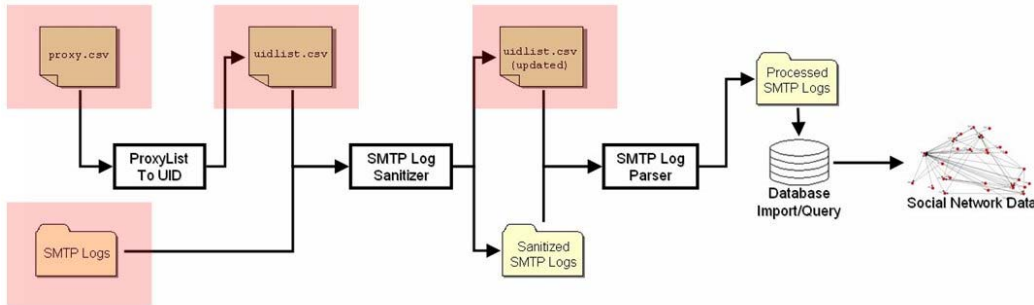 proxy.csv
uidlist.csv
uidlist.csv
(updated)
Processed
SMTP Logs
ProxyList
To UID
SMTP Log
Sanitizer
SMTP Log
Parser
Database
Import/Query
Social Network Data
SMTP Logs
Sanitized
SMTP Logs